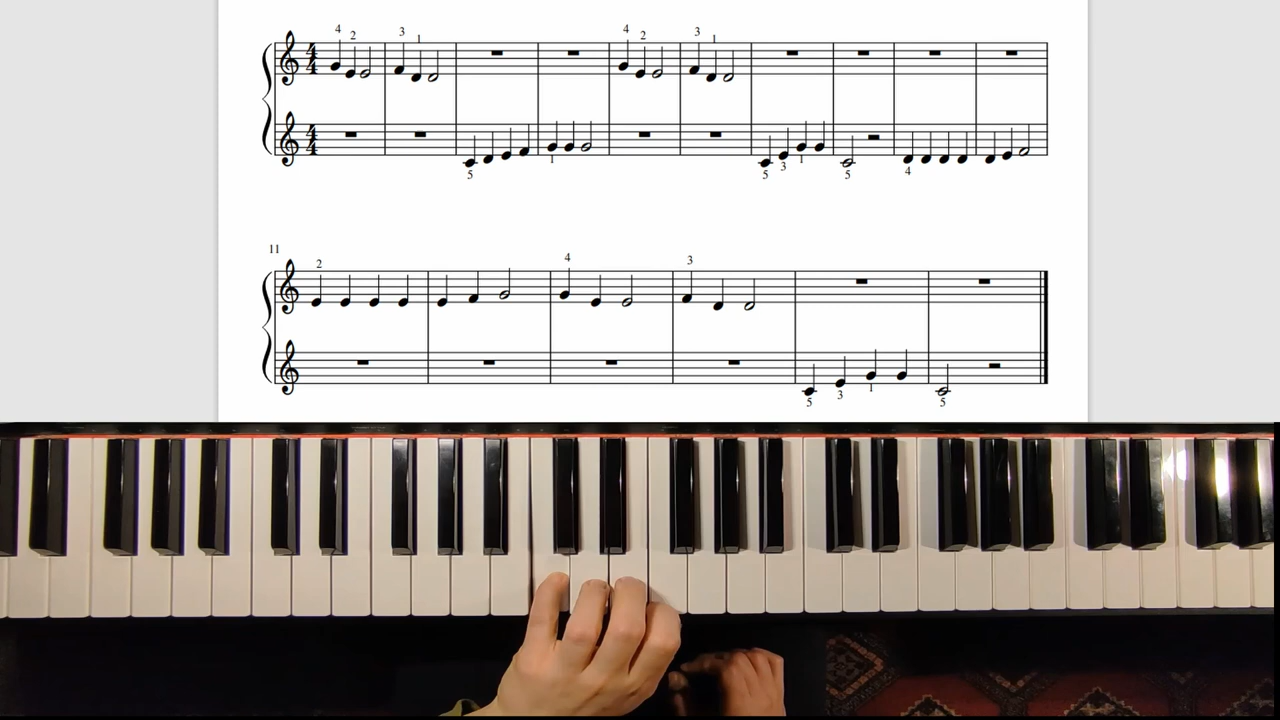 4 2 3 1 4 2 3 1
4 4
4 4
5 1 5 3 1 5 4
11
2 4 3
5 3 1 5